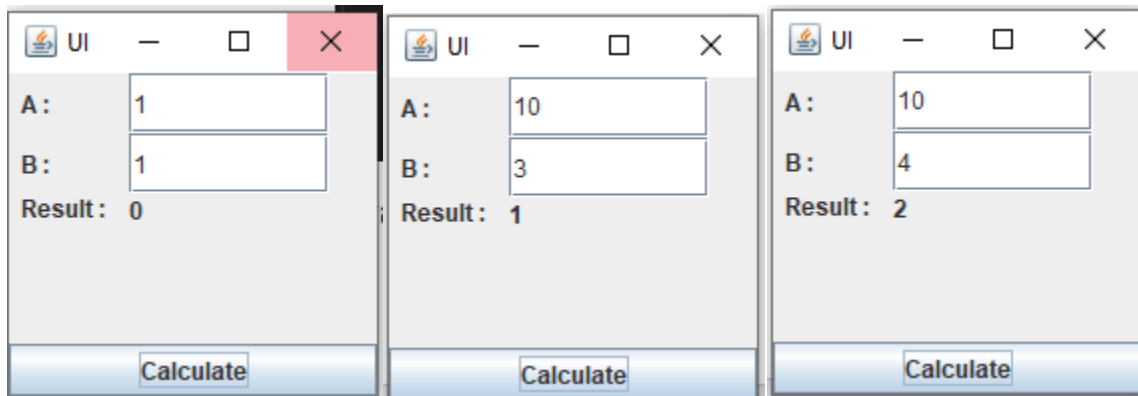 UI
A :
1
B :
1
Result : 0
Calculate
UI
A :
10
B :
3
Result : 1
Calculate
UI
A :
10
B :
4
Result : 2
Calculate